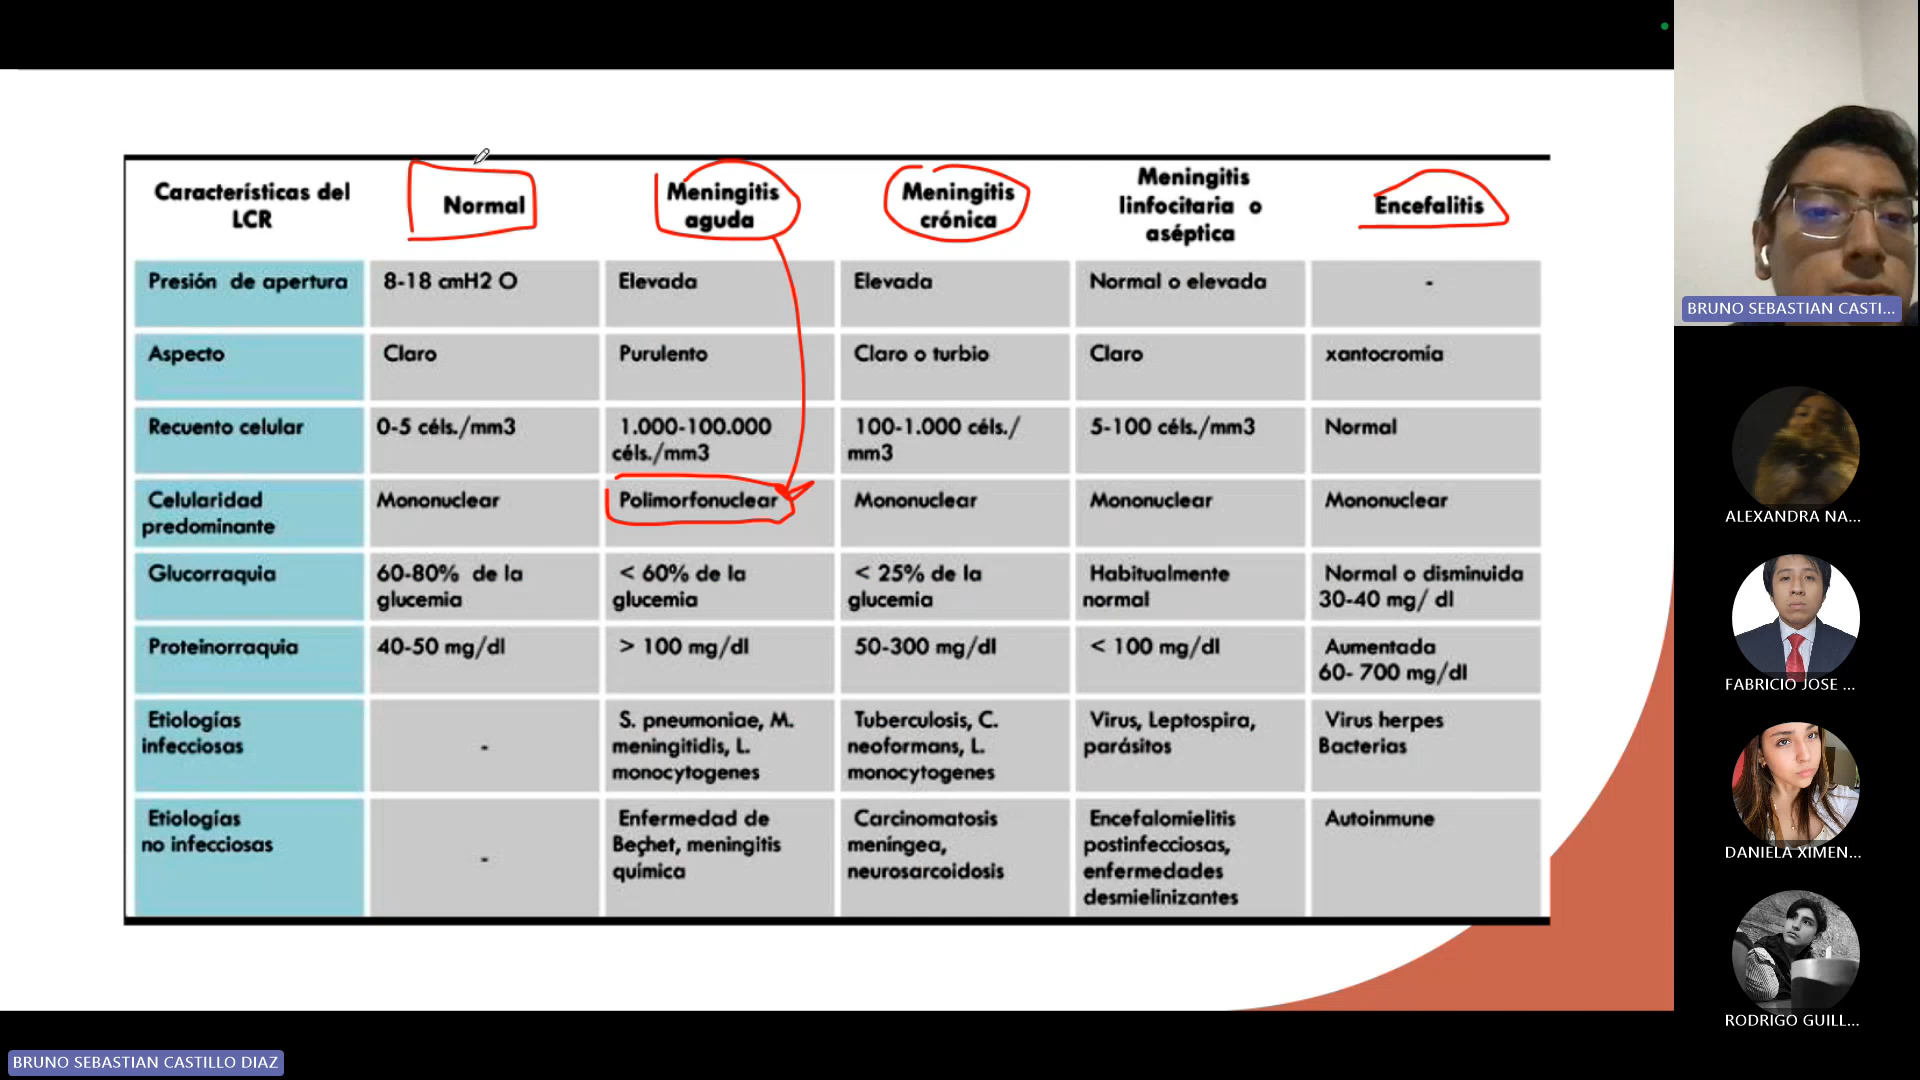 Características del
LCR
Normal
Meningitis
aguda
Meningitis
crónica
Meningitis
linfocitaria o
aséptica
Encefalitis
Presión de apertura
8-18 cmH2 O
Elevada
Elevada
Normal o elevada
-
Aspecto
Claro
Purulento
Claro o turbio
Claro
xantocromía
Recuento celular
0-5 céls./mm3
1.000-100.000
céls./mm3
100-1.000 céls./
mm3
5-100 céls./mm3
Normal
Celularidad
predominante
Mononuclear
Polimorfonuclear
Mononuclear
Mononuclear
Mononuclear
Glucorraquia
60-80% de la
glucemia
< 60% de la
glucemia
< 25% de la
glucemia
Habitualmente
normal
Normal o disminuida
30-40 mg/ dl
Proteinorraquia
40-50 mg/dl
> 100 mg/dl
50-300 mg/dl
< 100 mg/dl
Aumentada
60- 700 mg/dl
Etiologías
infecciosas
-
S. pneumoniae, M.
meningitidis, L.
monocytogenes
Tuberculosis, C.
neoformans, L.
monocytogenes
Virus, Leptospira,
parásitos
Virus herpes
Bacterias
Etiologías
no infecciosas
-
Enfermedad de
Beçhet, meningitis
química
Carcinomatosis
meníngea,
neurosarcoidosis
Encefalomielitis
postinfecciosas,
enfermedades
desmielinizantes
Autoinmune
BRUNO SEBASTIAN CASTI...
ALEXANDRA NA...
FABRICIO JOSE ...
DANIELA XIMEN...
RODRIGO GUILL...
BRUNO SEBASTIAN CASTILLO DIAZ